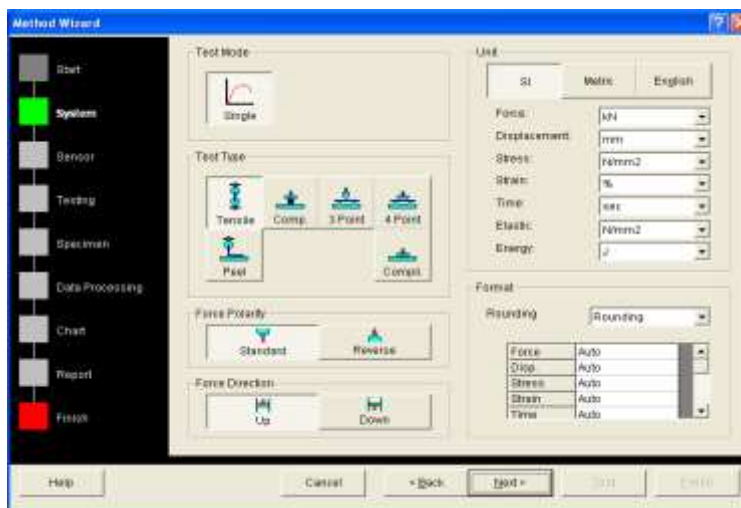 Method Wizard
Start
System
Sensor
Testing
Specimen
Data Processing
Chart
Report
Finish
Test Mode
Single
Test Type
Tensile Comp. 3 Point 4 Point
Peel Compli.
Force Polarity
Standard Reverse
Force Direction
Up Down
Unit
SI Metric English
Force: kN
Displacement: mm
Stress: N/mm2
Strain: %
Time: sec
Elastic: N/mm2
Energy: J
Format
Rounding Rounding
Force Auto
Disp Auto
Stress Auto
Strain Auto
Time Auto
Help Cancel < Back Next >